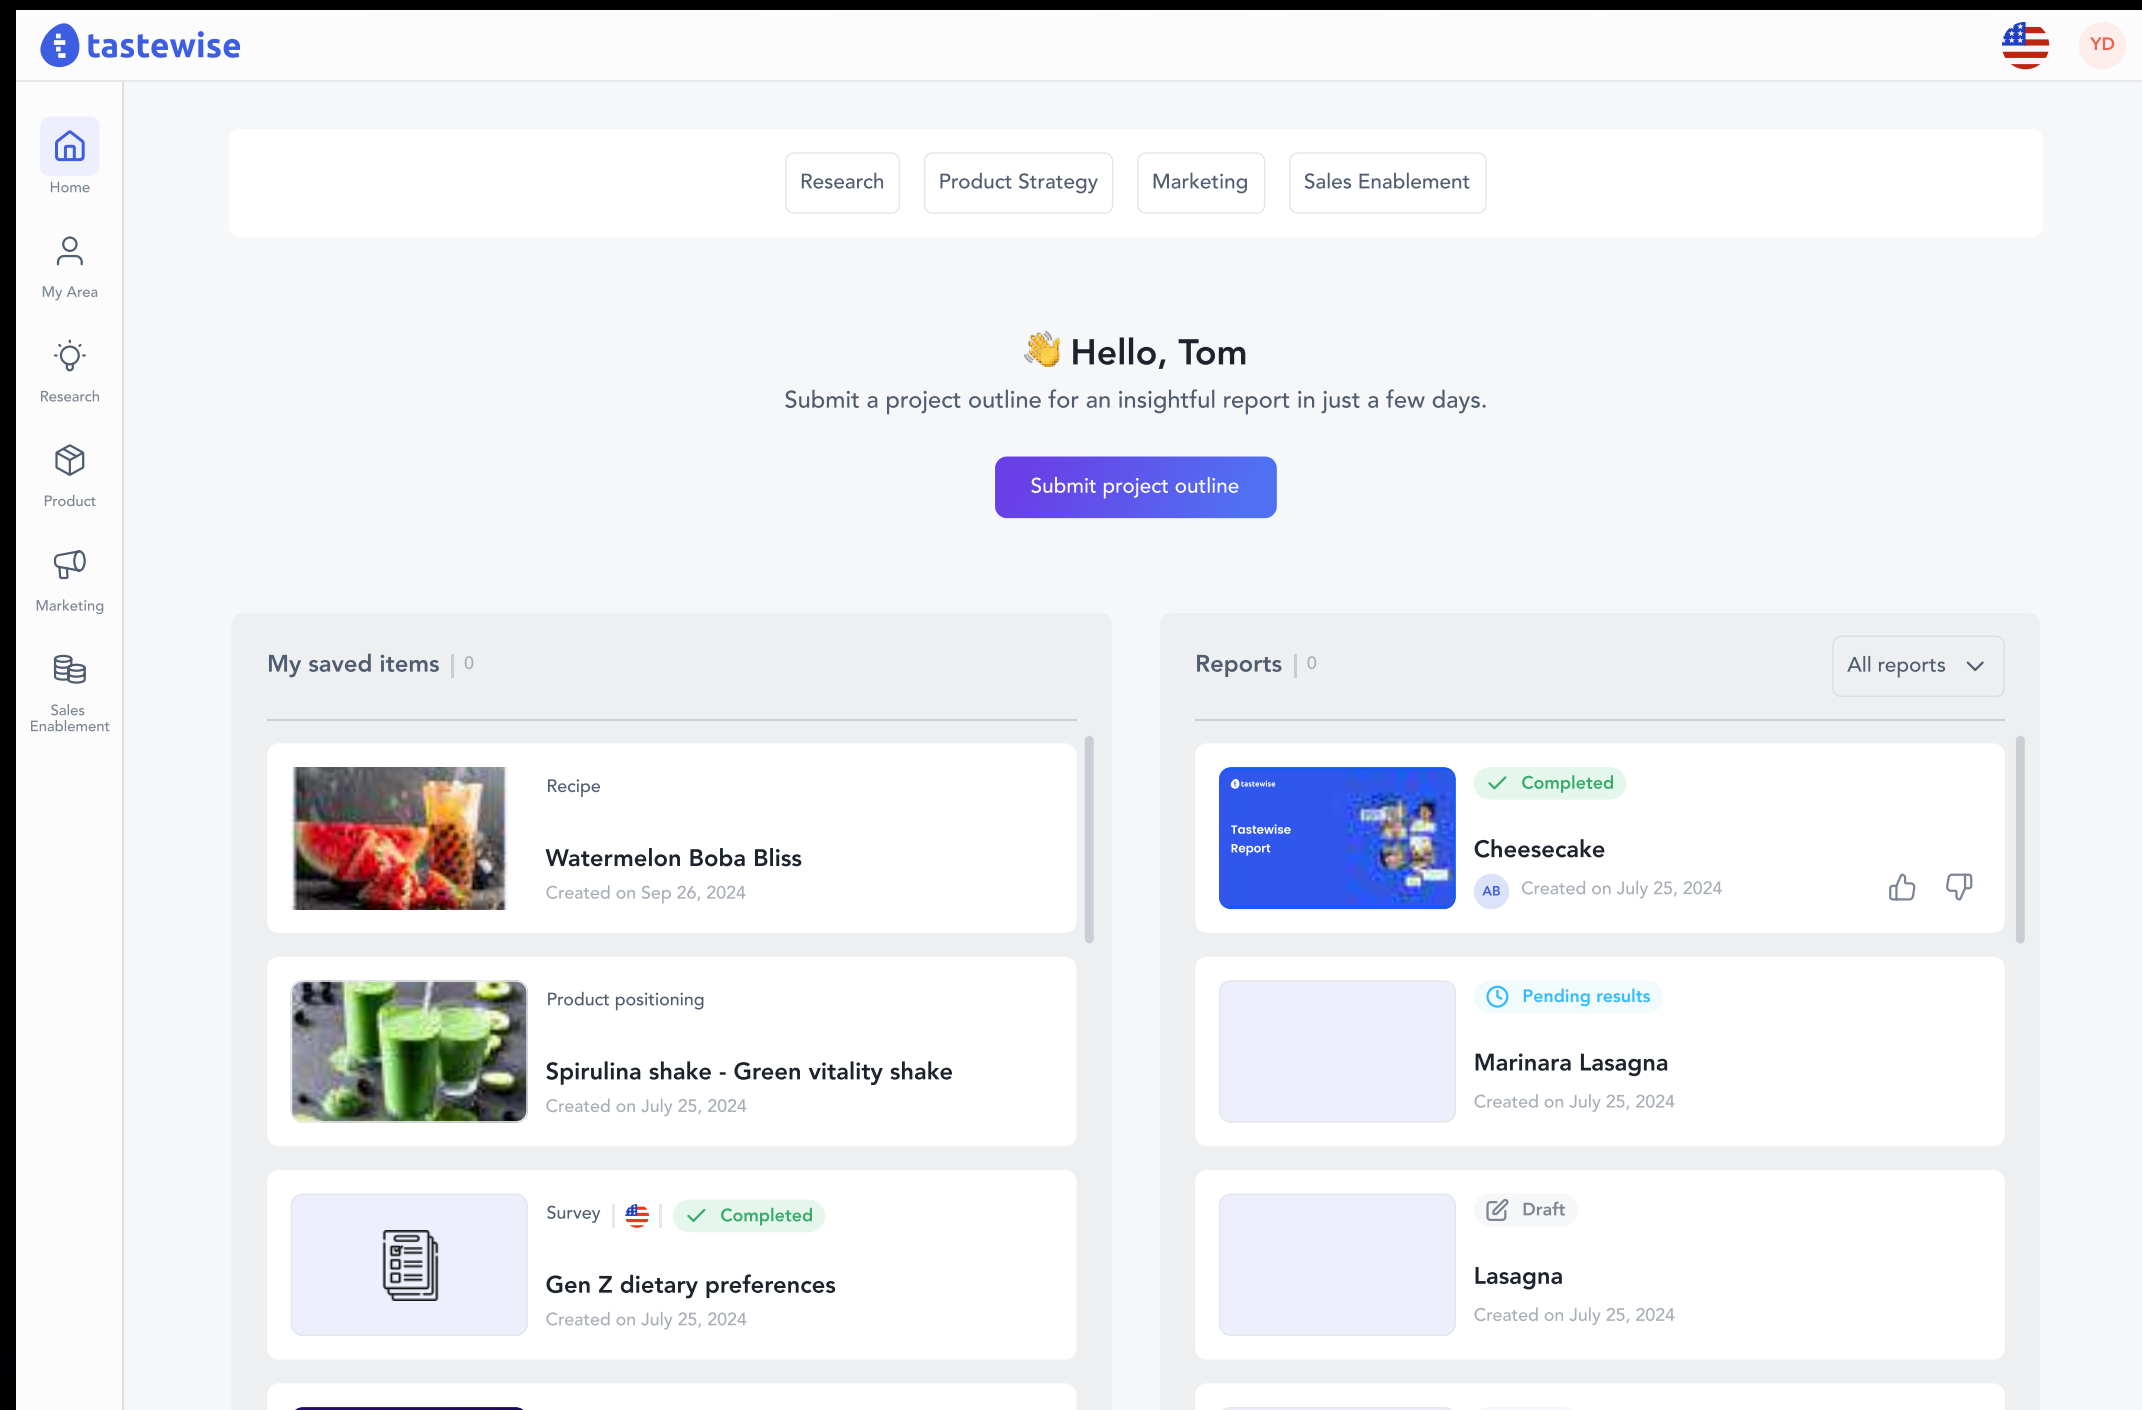 tastewise
YD
Home
My Area
Research
Product
Marketing
Sales
Enablement
Research
Product Strategy
Marketing
Sales Enablement
👋 Hello, Tom
Submit a project outline for an insightful report in just a few days.
Submit project outline
My saved items | 0
Recipe
Watermelon Boba Bliss
Created on Sep 26, 2024
Product positioning
Spirulina shake - Green vitality shake
Created on July 25, 2024
Survey
Completed
Gen Z dietary preferences
Created on July 25, 2024
Reports | 0
All reports
tastewise
Tastewise
Report
Completed
Cheesecake
AB
Created on July 25, 2024
Pending results
Marinara Lasagna
Created on July 25, 2024
Draft
Lasagna
Created on July 25, 2024